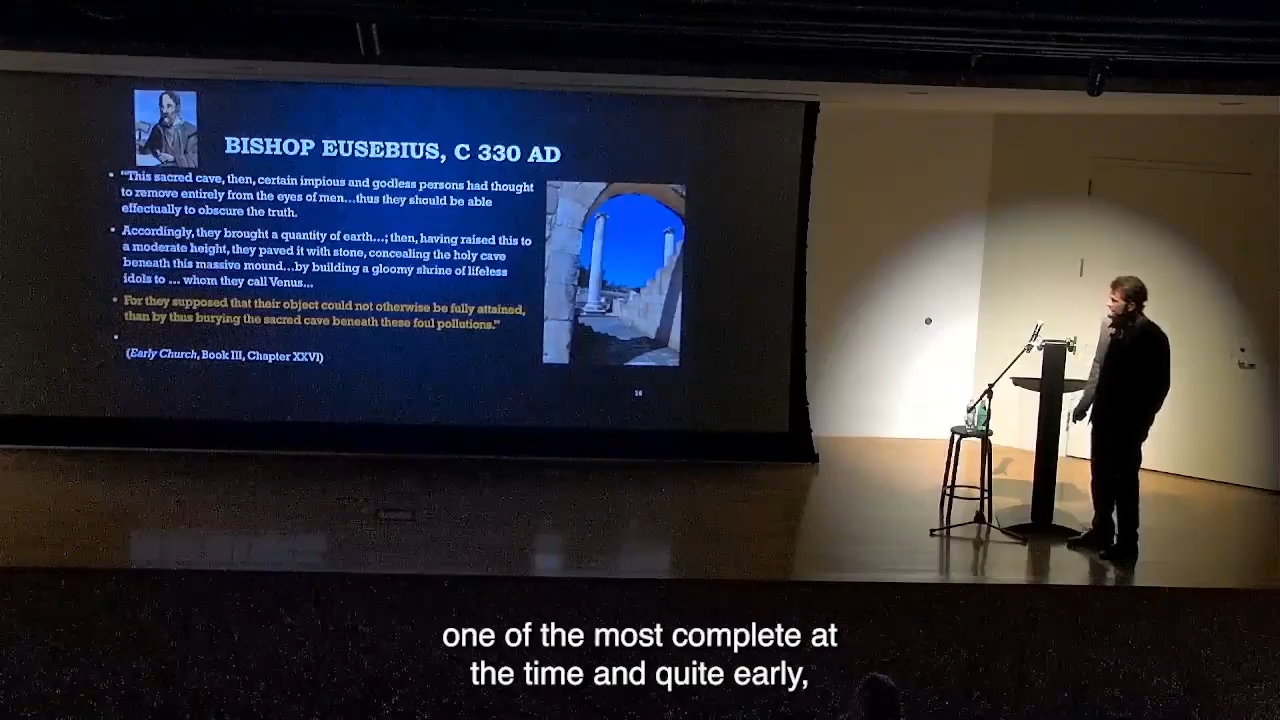 BISHOP EUSEBIUS, C 330 AD
• "This sacred cave, then, certain impious and godless persons had thought
to remove entirely from the eyes of men...thus they should be able
effectually to obscure the truth.
• Accordingly, they brought a quantity of earth...; then, having raised this to
a moderate height, they paved it with stone, concealing the holy cave
beneath this massive mound...by building a gloomy shrine of lifeless
idols to ... whom they call Venus...
• For they supposed that their object could not otherwise be fully attained,
than by thus burying the sacred cave beneath these foul pollutions."
•
(Early Church, Book III, Chapter XXVI)
one of the most complete at
the time and quite early,